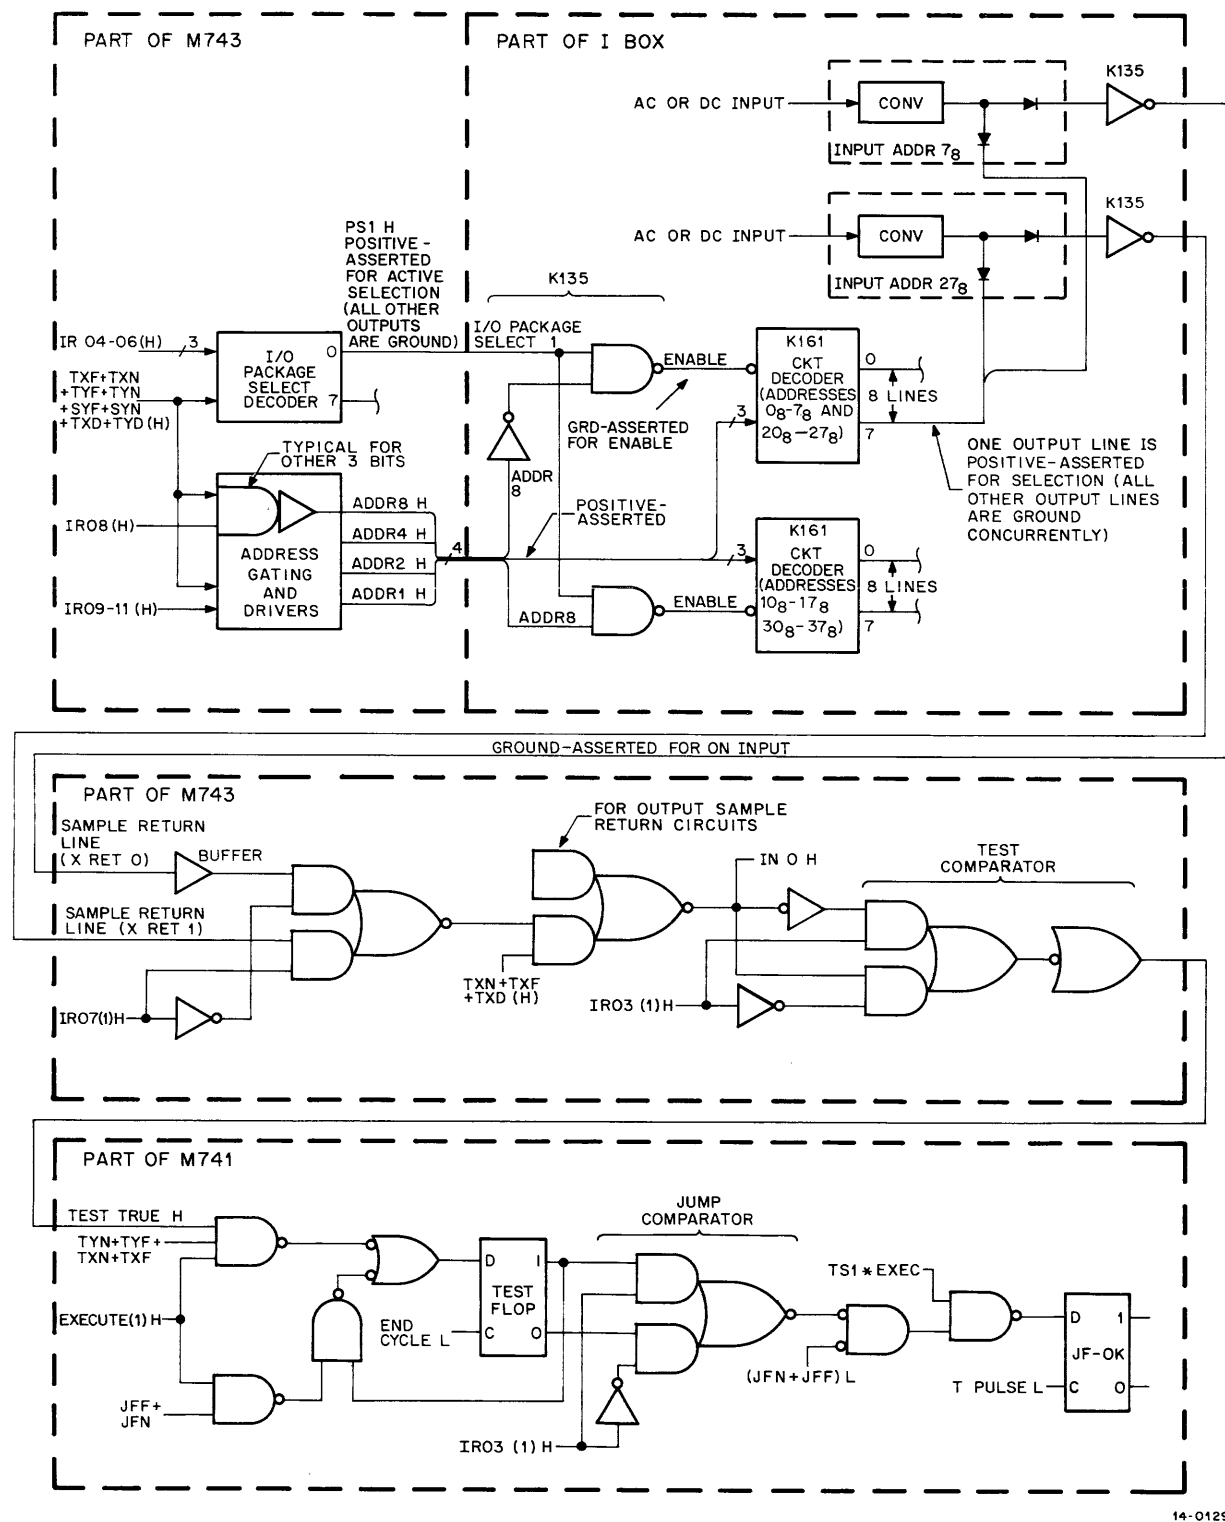 PART OF M743
PART OF I BOX
K135
AC OR DC INPUT
CONV
INPUT ADDR 7₈
K135
AC OR DC INPUT
CONV
INPUT ADDR 27₈
PS1 H
POSITIVE-
ASSERTED
FOR ACTIVE
SELECTION
(ALL OTHER
OUTPUTS
ARE GROUND)
K135
I/O PACKAGE
SELECT 1
IR 04-06(H)
3
I/O
PACKAGE
SELECT
DECODER
0
7
TXF+TXN
+TYF+TYN
+SYF+SYN
+TXD+TYD(H)
ENABLE
GRD-ASSERTED
FOR ENABLE
3
K161
CKT
DECODER
(ADDRESSES
0₈-7₈ AND
20₈-27₈)
0
8 LINES
7
ONE OUTPUT LINE IS
POSITIVE-ASSERTED
FOR SELECTION (ALL
OTHER OUTPUT LINES
ARE GROUND
CONCURRENTLY)
TYPICAL FOR
OTHER 3 BITS
ADDR
8
POSITIVE-
ASSERTED
IR08(H)
ADDRESS
GATING
AND
DRIVERS
ADDR8 H
ADDR4 H
ADDR2 H
ADDR1 H
4
IR09-11(H)
3
K161
CKT
DECODER
(ADDRESSES
10₈-17₈
30₈-37₈)
0
8 LINES
7
ADDR8
ENABLE
GROUND-ASSERTED FOR ON INPUT
PART OF M743
SAMPLE RETURN
LINE
(X RET 0)
BUFFER
SAMPLE RETURN
LINE (X RET 1)
IR07(1)H
FOR OUTPUT SAMPLE
RETURN CIRCUITS
TXN+TXF
+TXD(H)
IN 0 H
TEST
COMPARATOR
IR03 (1)H
PART OF M741
TEST TRUE H
TYN+TYF+
TXN+TXF
EXECUTE(1)H
JFF+
JFN
END
CYCLE L
D
1
TEST
FLOP
C
0
JUMP
COMPARATOR
IR03 (1) H
(JFN+JFF)L
TS1*EXEC
T PULSE L
D
1
JF-OK
C
0
14-0129